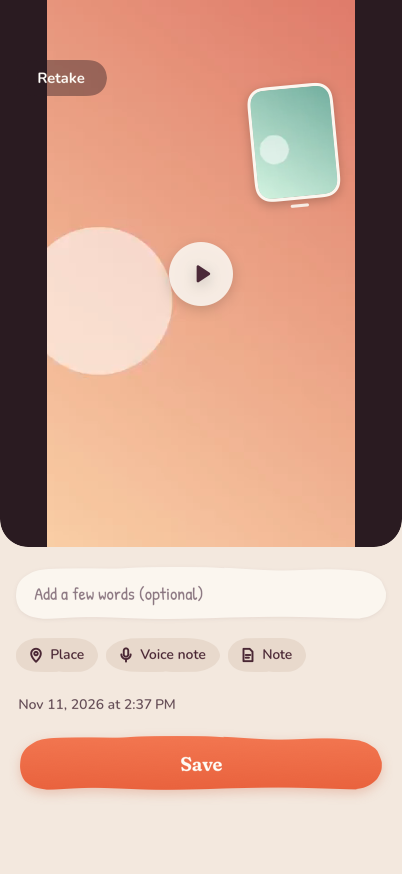 Retake
Add a few words (optional)
Place
Voice note
Note
Nov 11, 2026 at 2:37 PM
Save